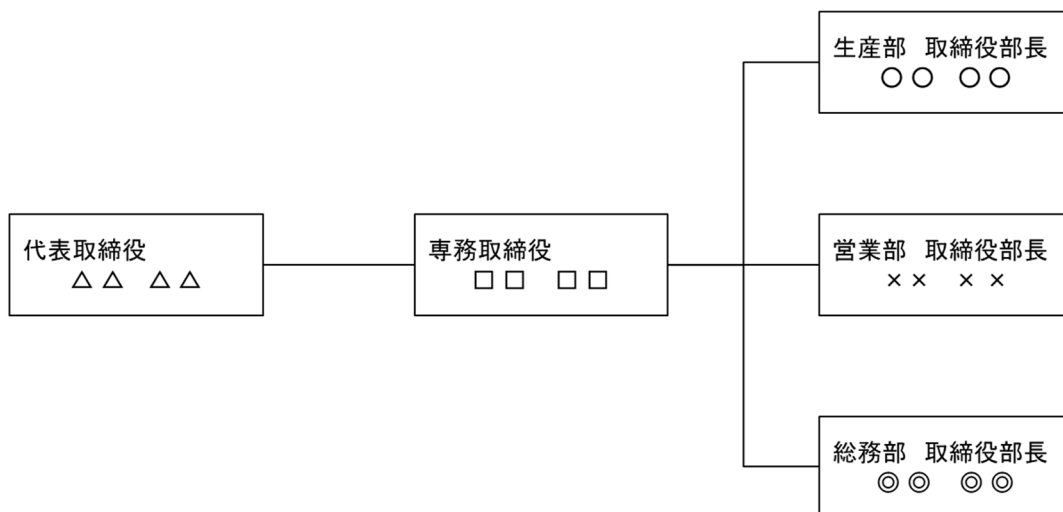 代表取締役
△△ △△
専務取締役
□□ □□
生産部 取締役部長
○○ ○○
営業部 取締役部長
×× ××
総務部 取締役部長
◎◎ ◎◎